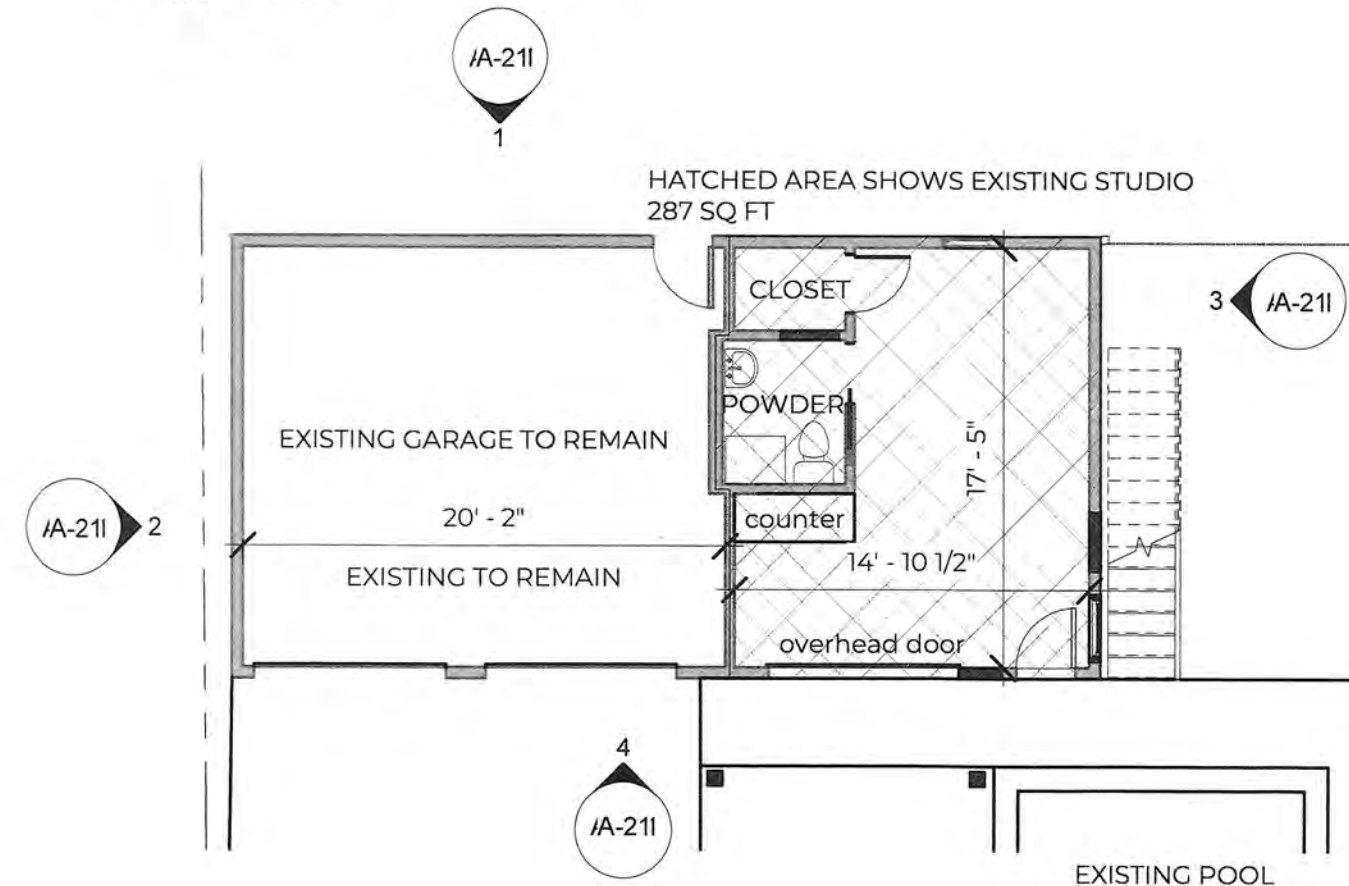 /A-211
1
HATCHED AREA SHOWS EXISTING STUDIO
287 SQ FT
CLOSET
3
/A-211
POWDER
EXISTING GARAGE TO REMAIN
17' - 5"
/A-211
2
20' - 2"
counter
EXISTING TO REMAIN
14' - 10 1/2"
overhead door
4
/A-211
EXISTING POOL